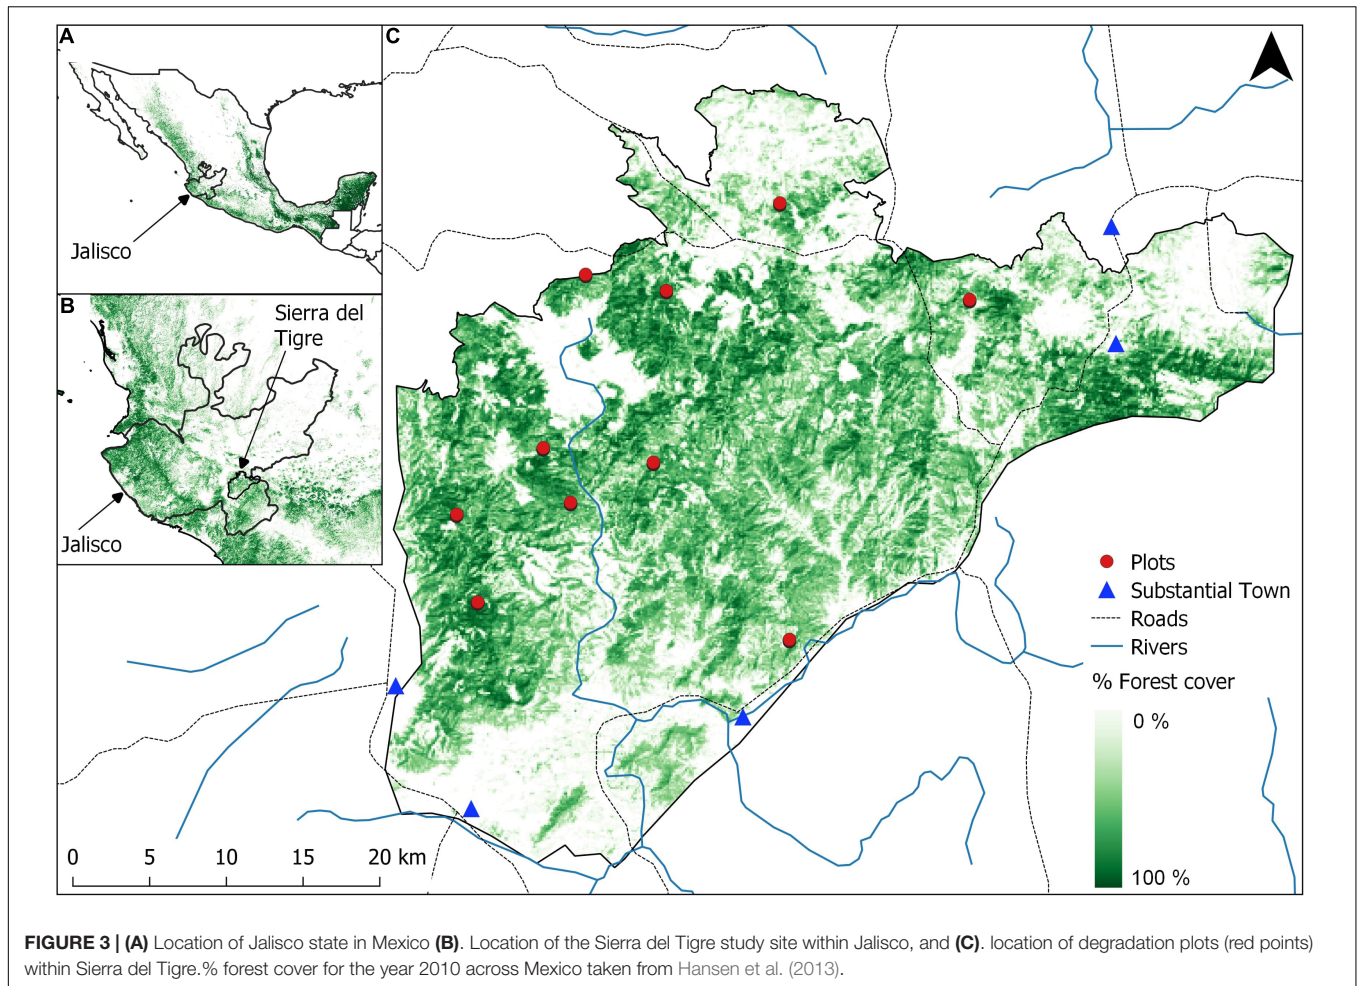 A
Jalisco
B
Sierra del
Tigre
Jalisco
C
Plots
Substantial Town
Roads
Rivers
% Forest cover
0 %
100 %
0 5 10 15 20 km
FIGURE 3 | (A) Location of Jalisco state in Mexico (B). Location of the Sierra del Tigre study site within Jalisco, and (C). location of degradation plots (red points)
within Sierra del Tigre.% forest cover for the year 2010 across Mexico taken from Hansen et al. (2013).